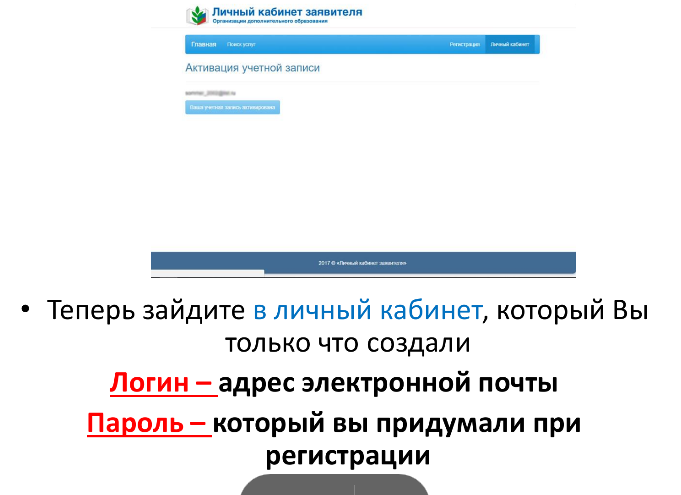 Личный кабинет заявителя
Организации дополнительного образования
Главная Поиск услуг Регистрация Личный кабинет
Активация учетной записи
Ваша учетная запись активирована
2017 © «Личный кабинет заявителя»
• Теперь зайдите в личный кабинет, который Вы
только что создали
Логин – адрес электронной почты
Пароль – который вы придумали при
регистрации